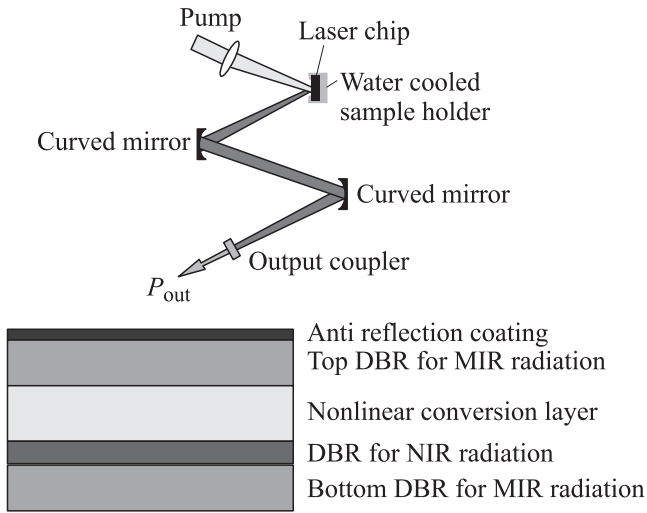 Pump
Laser chip
Water cooled
sample holder
Curved mirror
Curved mirror
Output coupler
Pout
Anti reflection coating
Top DBR for MIR radiation
Nonlinear conversion layer
DBR for NIR radiation
Bottom DBR for MIR radiation